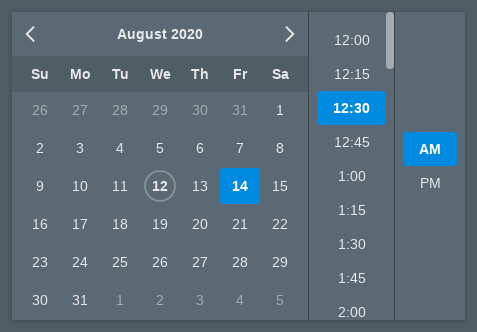 August 2020
Su Mo Tu We Th Fr Sa
26 27 28 29 30 31 1
2 3 4 5 6 7 8
9 10 11 12 13 14 15
16 17 18 19 20 21 22
23 24 25 26 27 28 29
30 31 1 2 3 4 5
12:00
12:15
12:30
12:45
1:00
1:15
1:30
1:45
2:00
AM
PM